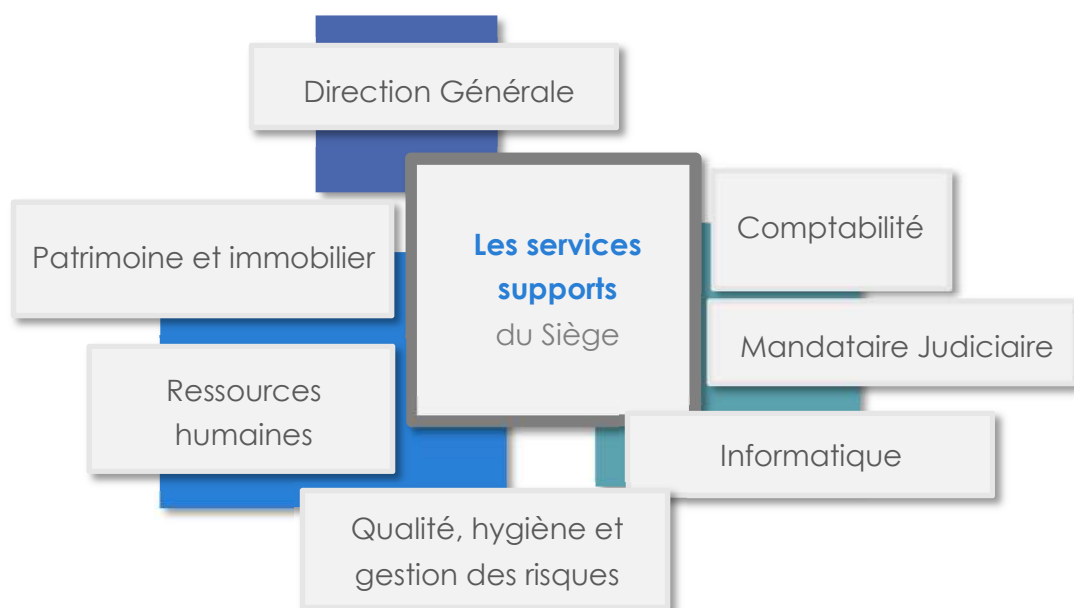 Direction Générale
Les services
supports
du Siège
Comptabilité
Patrimoine et immobilier
Mandataire Judiciaire
Ressources
humaines
Informatique
Qualité, hygiène et
gestion des risques